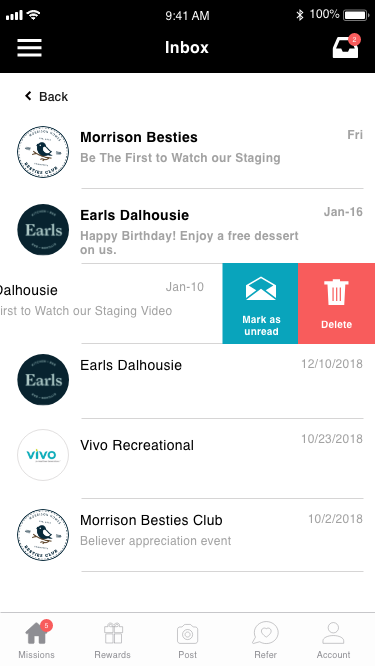 9:41 AM
100%
Inbox
2
Back
MORRISON HOMES
BESTIES CLUB
Morrison Besties
Fri
Be The First to Watch our Staging
Earls
Earls Dalhousie
Jan-16
Happy Birthday! Enjoy a free dessert
on us.
Dalhousie
Jan-10
irst to Watch our Staging Video
Mark as
unread
Delete
Earls
Earls Dalhousie
12/10/2018
vivo
Vivo Recreational
10/23/2018
MORRISON HOMES
BESTIES CLUB
Morrison Besties Club
10/2/2018
Believer appreciation event
5
Missions
Rewards
Post
Refer
Account